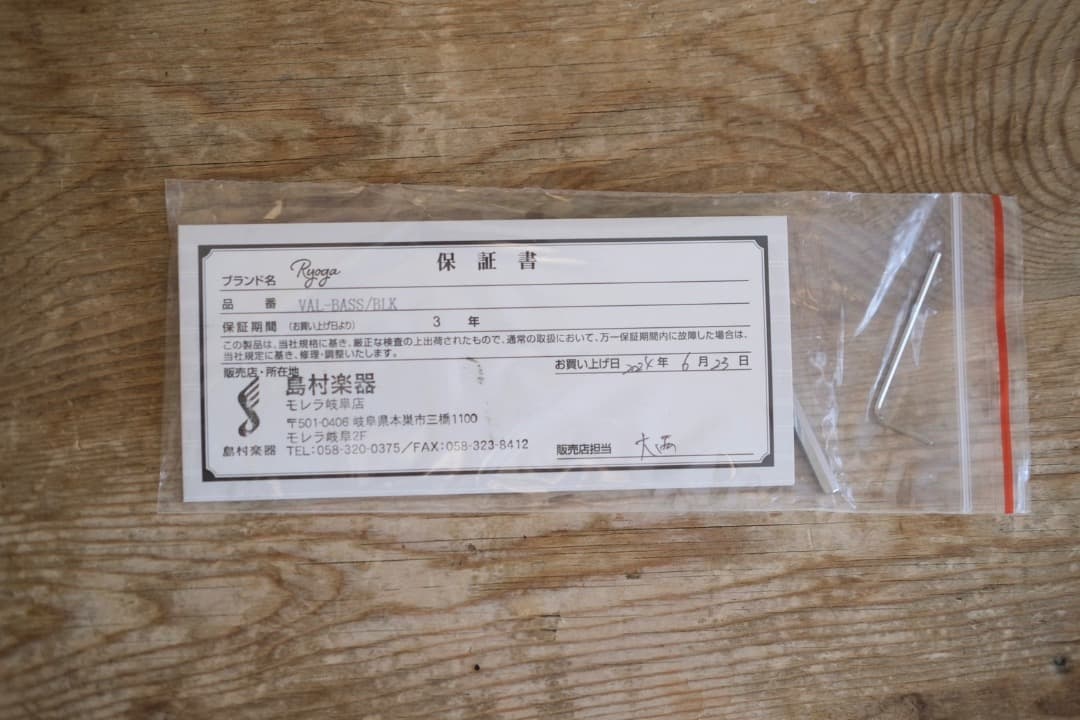 保証書
ブランド名 Ryoga
品番 VAL-BASS/BLK
保証期間 (お買い上げ日より) 3 年
この製品は、当社規格に基き、厳正な検査の上出荷されたもので、通常の取扱において、万一保証期間内に故障した場合は、
当社規定に基き、修理・調整いたします。
お買い上げ日 2024年 6月 23日
販売店・所在地
島村楽器
モレラ岐阜店
〒501-0406 岐阜県本巣市三橋1100
モレラ岐阜2F
TEL:058-320-0375/FAX:058-323-8412
島村楽器
販売店担当